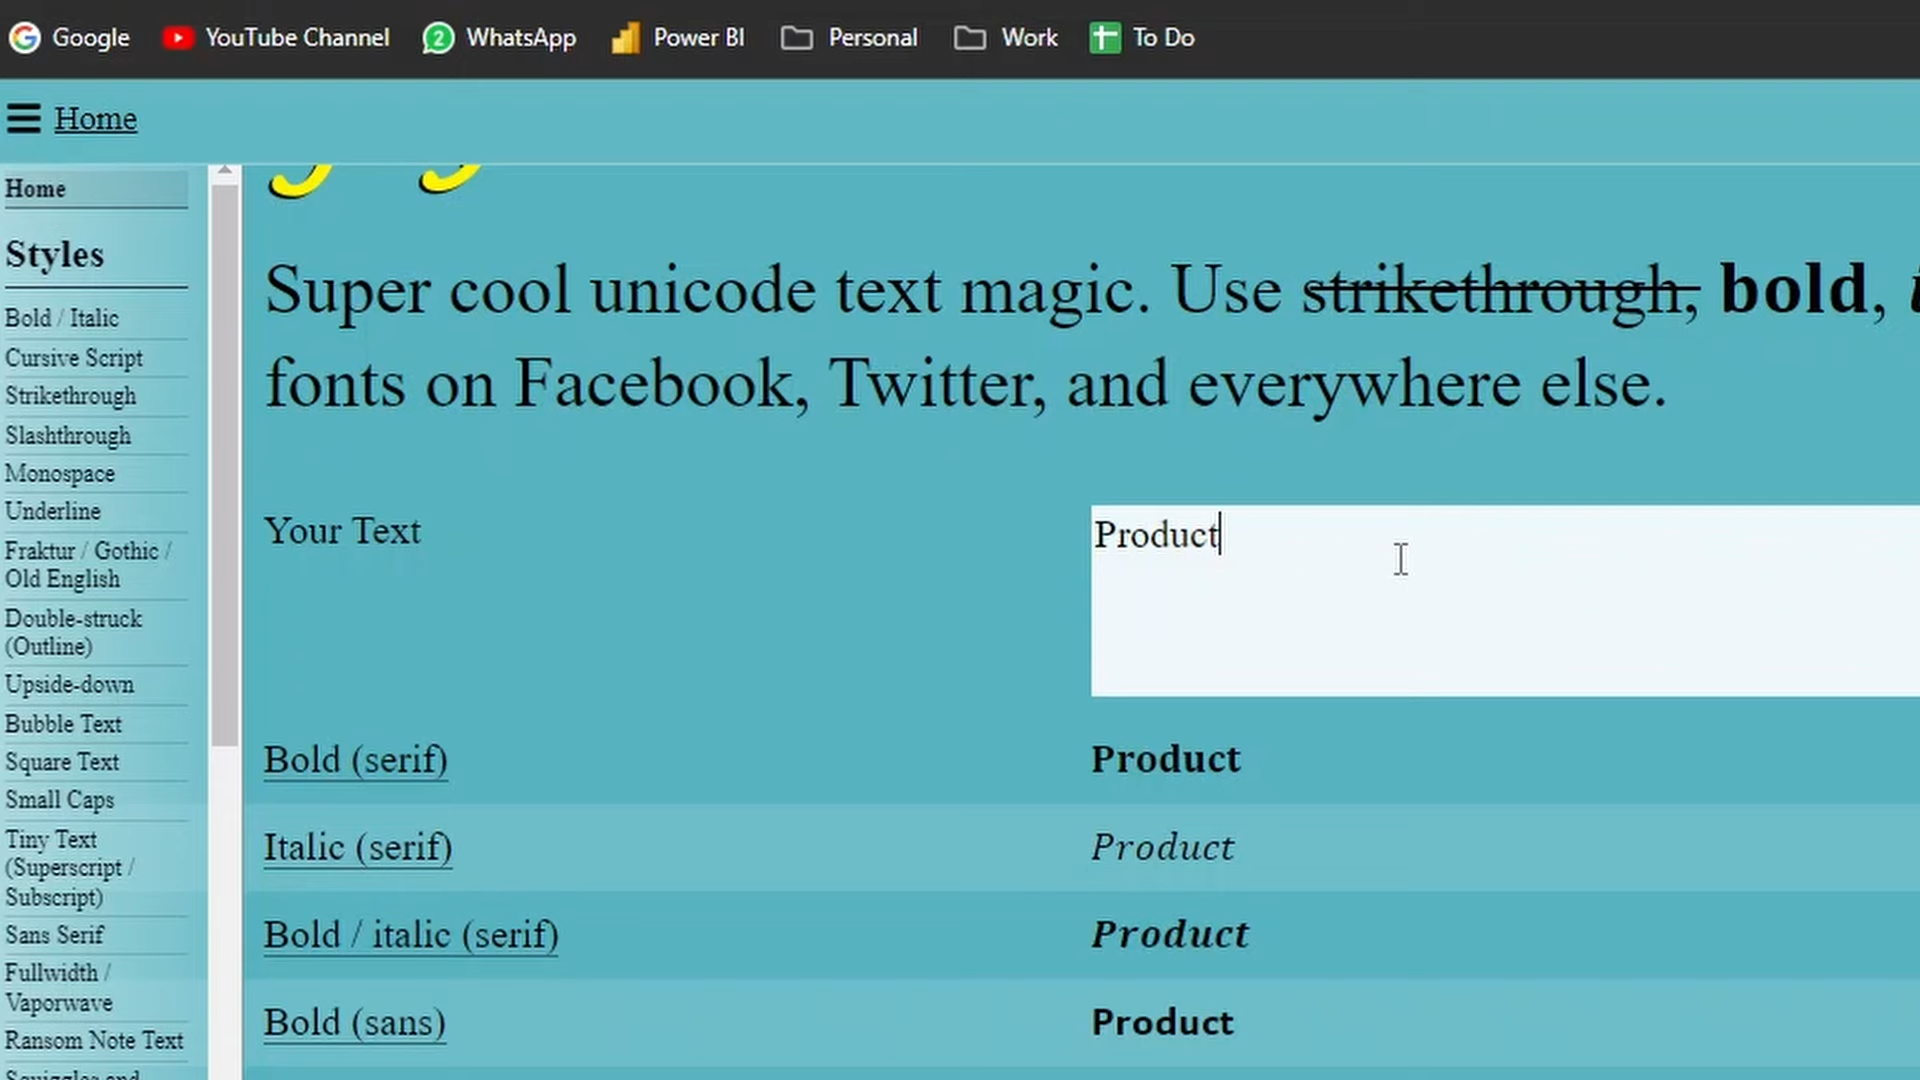 Google YouTube Channel 2 WhatsApp Power BI Personal Work To Do
Home
Home
Styles
Bold / Italic
Cursive Script
Strikethrough
Slashthrough
Monospace
Underline
Fraktur / Gothic /
Old English
Double-struck
(Outline)
Upside-down
Bubble Text
Square Text
Small Caps
Tiny Text
(Superscript /
Subscript)
Sans Serif
Fullwidth /
Vaporwave
Ransom Note Text
Squiggles and
Super cool unicode text magic. Use strikethrough, bold,
fonts on Facebook, Twitter, and everywhere else.
Your Text Product
Bold (serif) Product
Italic (serif) Product
Bold / italic (serif) Product
Bold (sans) Product